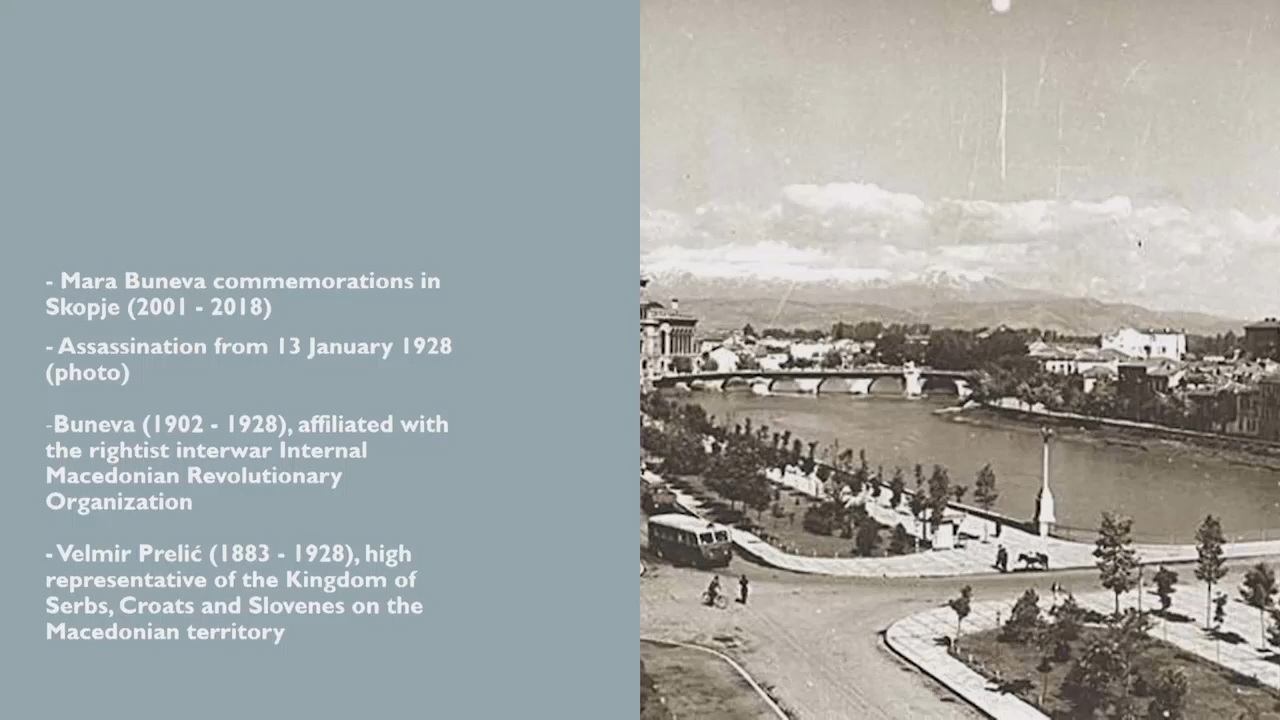 - Mara Buneva commemorations in
Skopje (2001 - 2018)
- Assassination from 13 January 1928
(photo)
-Buneva (1902 - 1928), affiliated with
the rightist interwar Internal
Macedonian Revolutionary
Organization
- Velmir Prelić (1883 - 1928), high
representative of the Kingdom of
Serbs, Croats and Slovenes on the
Macedonian territory